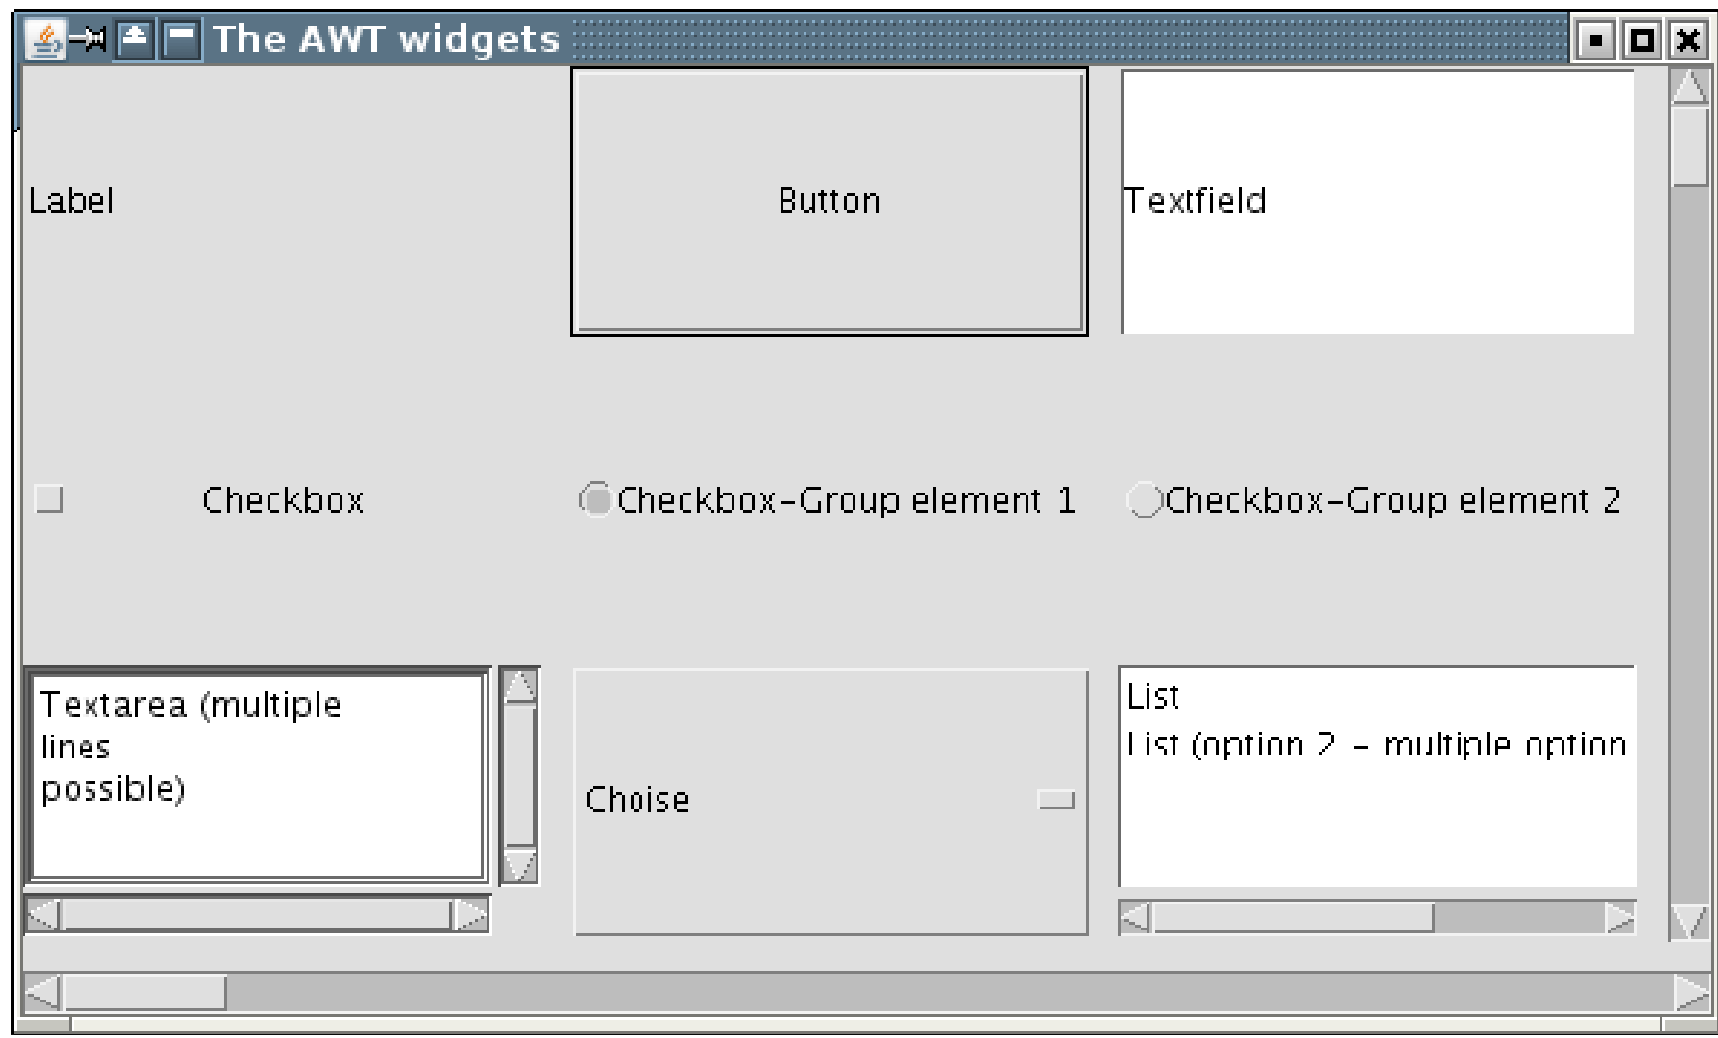 The AWT widgets
Label
Button
Textfield
Checkbox
Checkbox-Group element 1
Checkbox-Group element 2
Textarea (multiple
lines
possible)
Choise
List
List (option 2 - multiple option